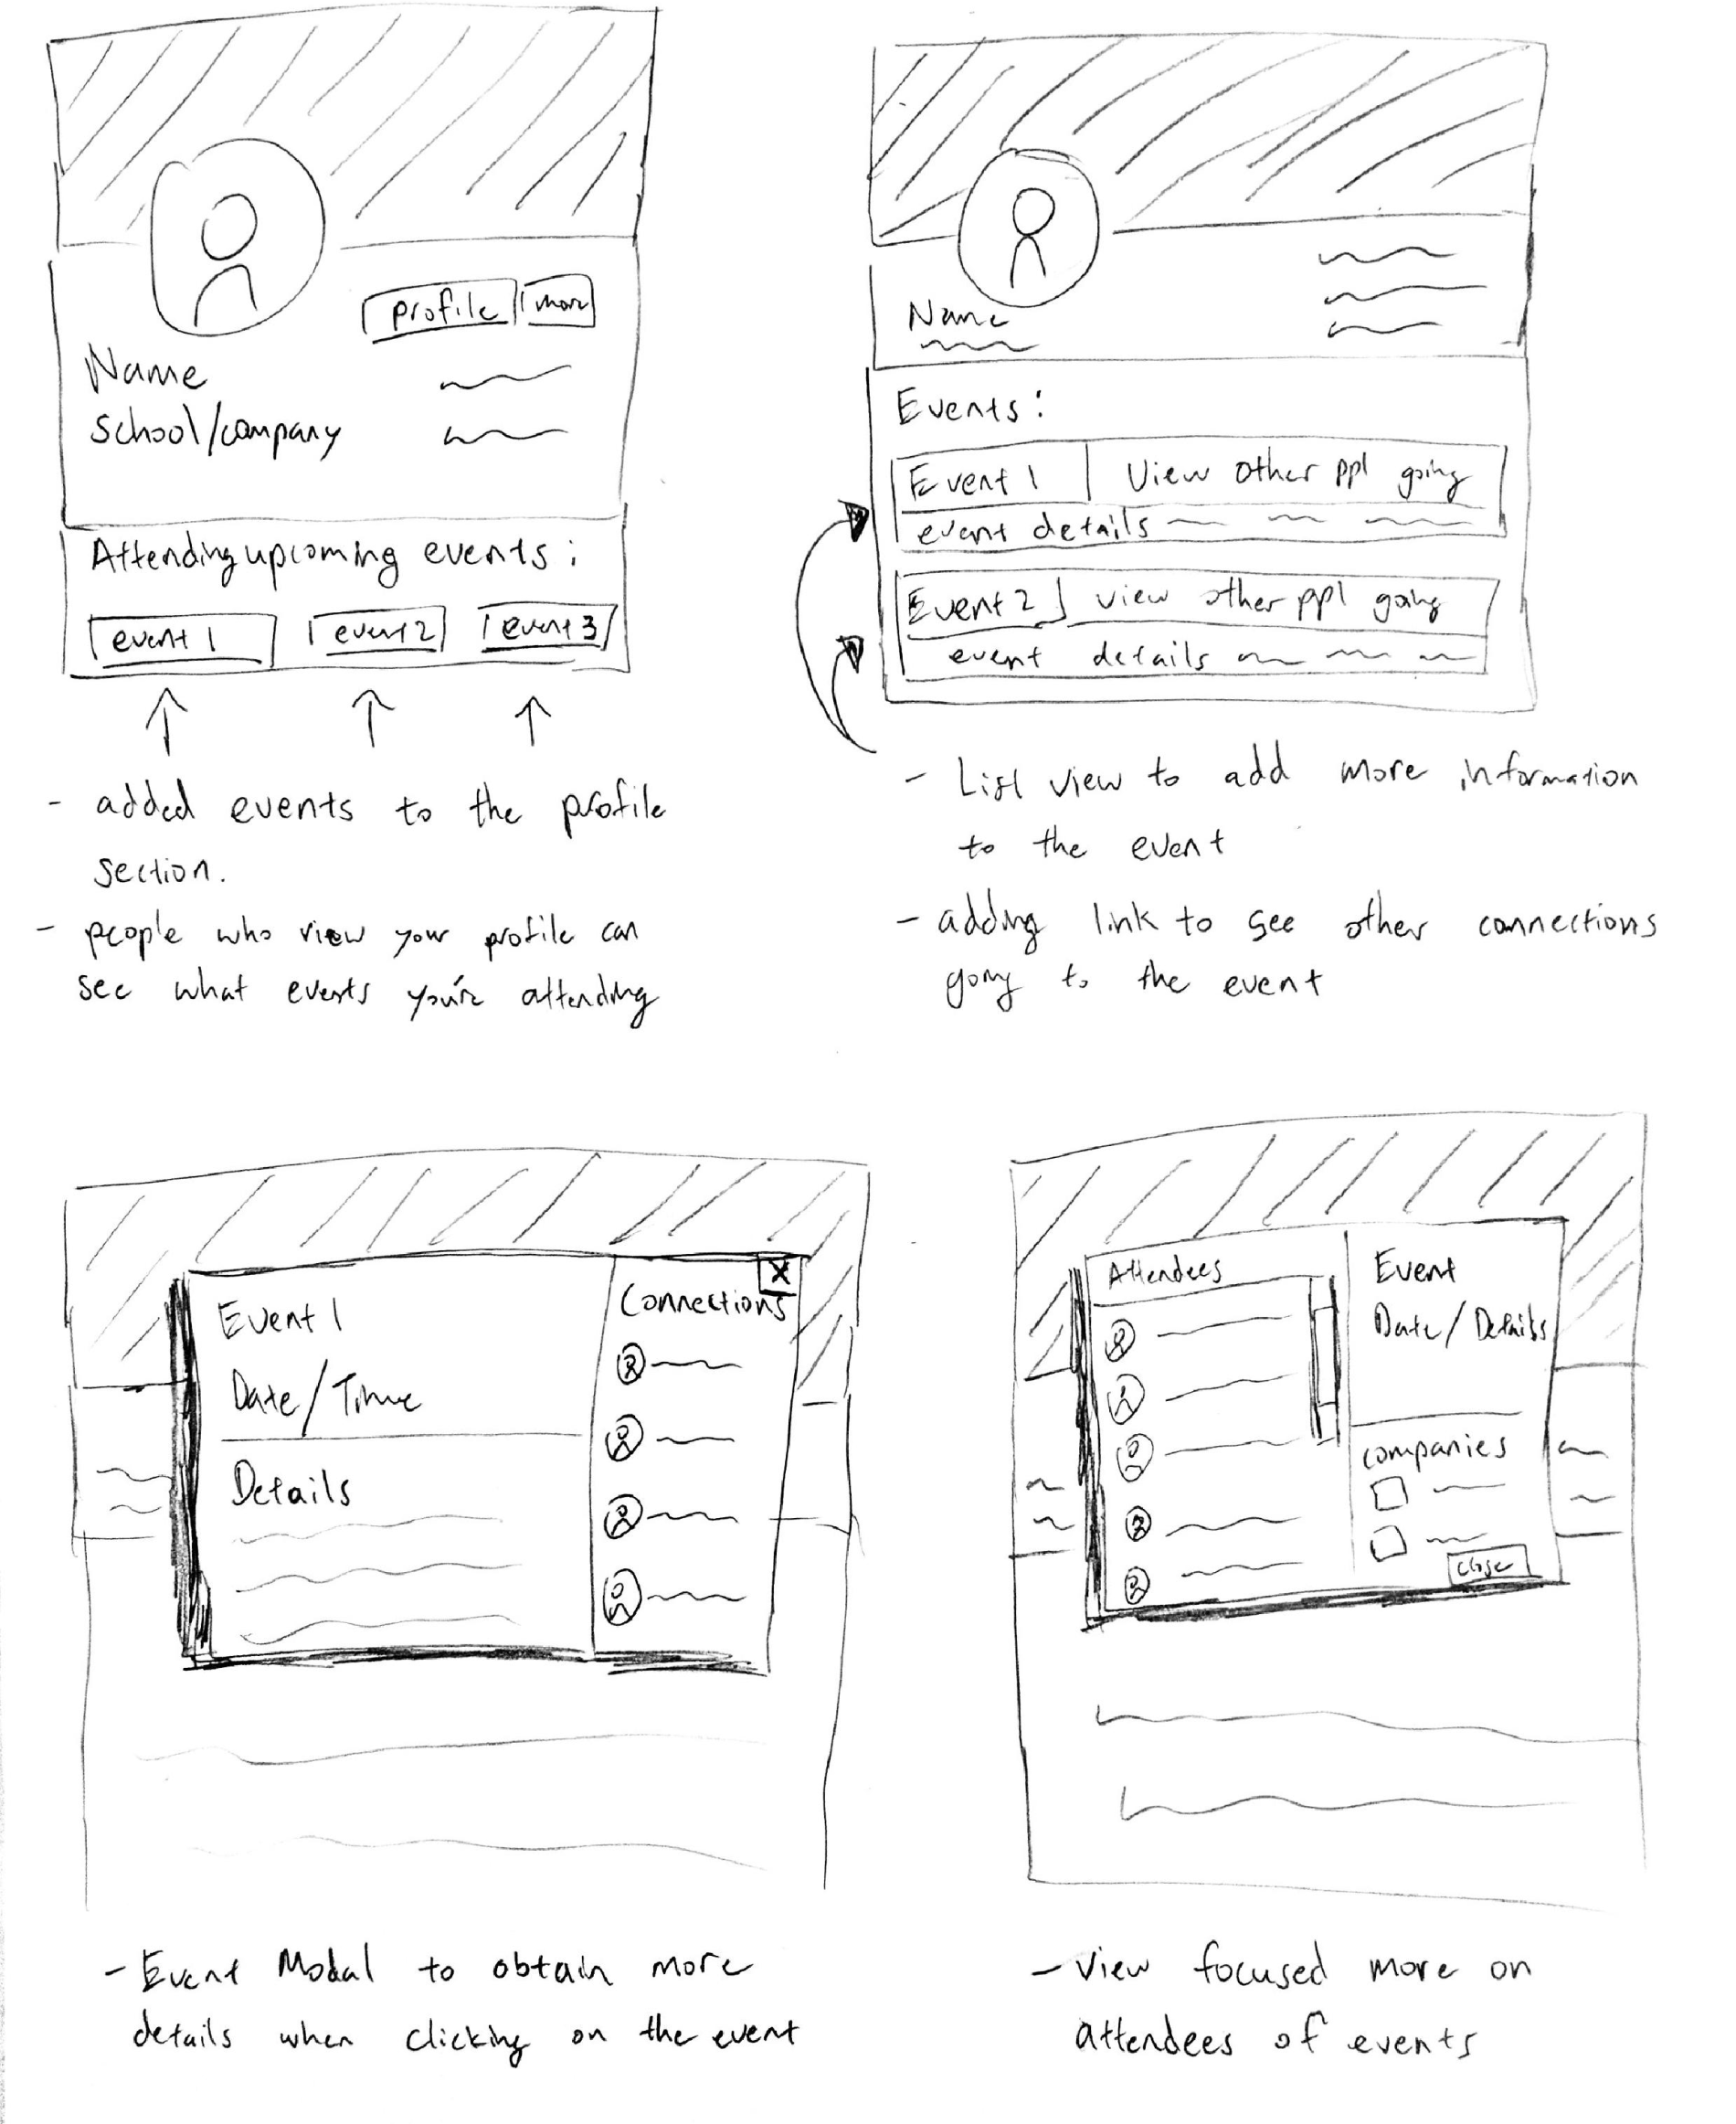 profile
more
Name
School/company
Attending upcoming events:
event 1
event 2
event 3
- added events to the profile
section.
- people who view your profile can
see what events you're attending
Name
Events:
Event 1
View other ppl going
event details
Event 2
view other ppl going
event details
- List view to add more information
to the event
- adding link to see other connections
going to the event
Event 1
Date/Time
Details
X
Connections
- Event Modal to obtain more
details when clicking on the event
Attendees
Event
Date/Details
companies
close
- View focused more on
attendees of events